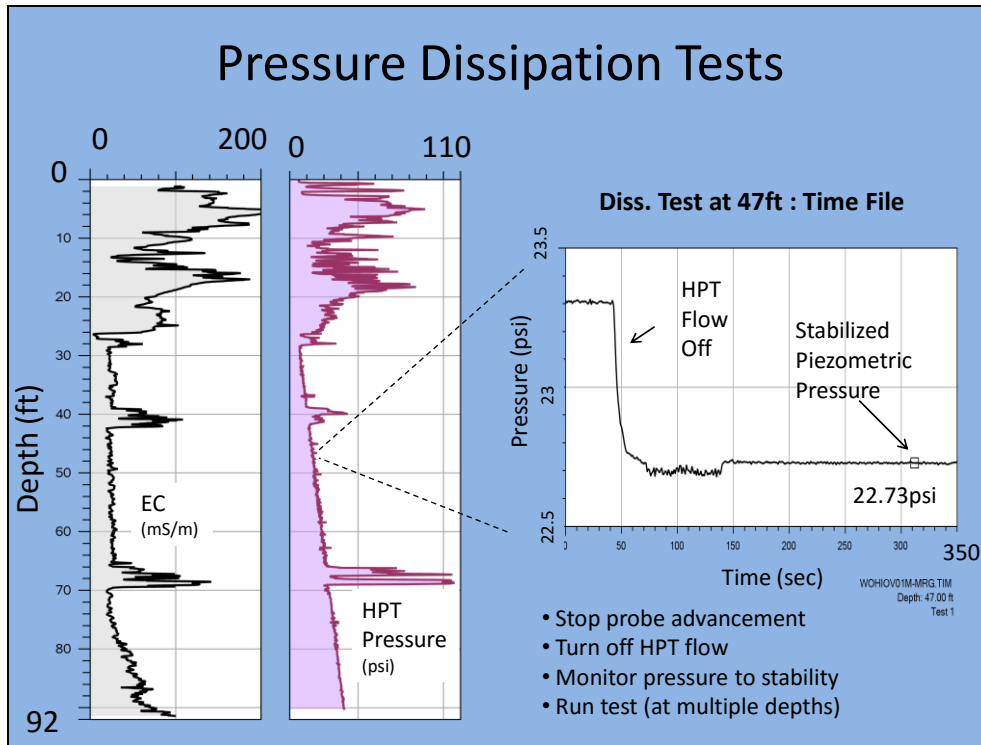 Pressure Dissipation Tests
0
200
0
110
0
10
20
30
40
50
60
70
80
92
Depth (ft)
EC
(mS/m)
HPT
Pressure
(psi)
Diss. Test at 47ft : Time File
23.5
23
22.5
Pressure (psi)
HPT
Flow
Off
Stabilized
Piezometric
Pressure
22.73psi
0
50
100
150
200
250
300
350
Time (sec)
WOHIOV01M-MRG.TIM
Depth: 47.00 ft
Test 1
• Stop probe advancement
• Turn off HPT flow
• Monitor pressure to stability
• Run test (at multiple depths)